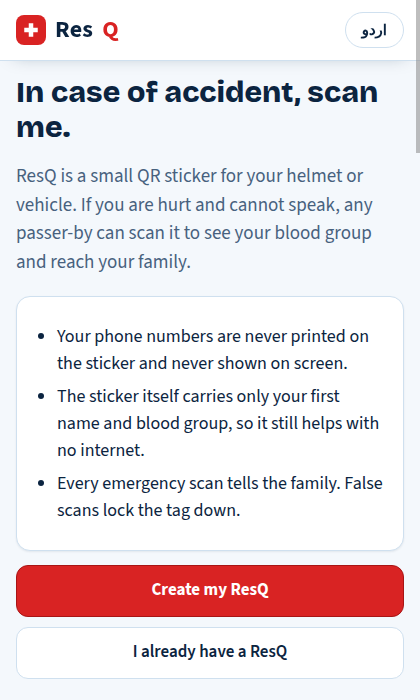 Res Q
اردو
In case of accident, scan
me.
ResQ is a small QR sticker for your helmet or
vehicle. If you are hurt and cannot speak, any
passer-by can scan it to see your blood group
and reach your family.
Your phone numbers are never printed on
the sticker and never shown on screen.
The sticker itself carries only your first
name and blood group, so it still helps with
no internet.
Every emergency scan tells the family. False
scans lock the tag down.
Create my ResQ
I already have a ResQ